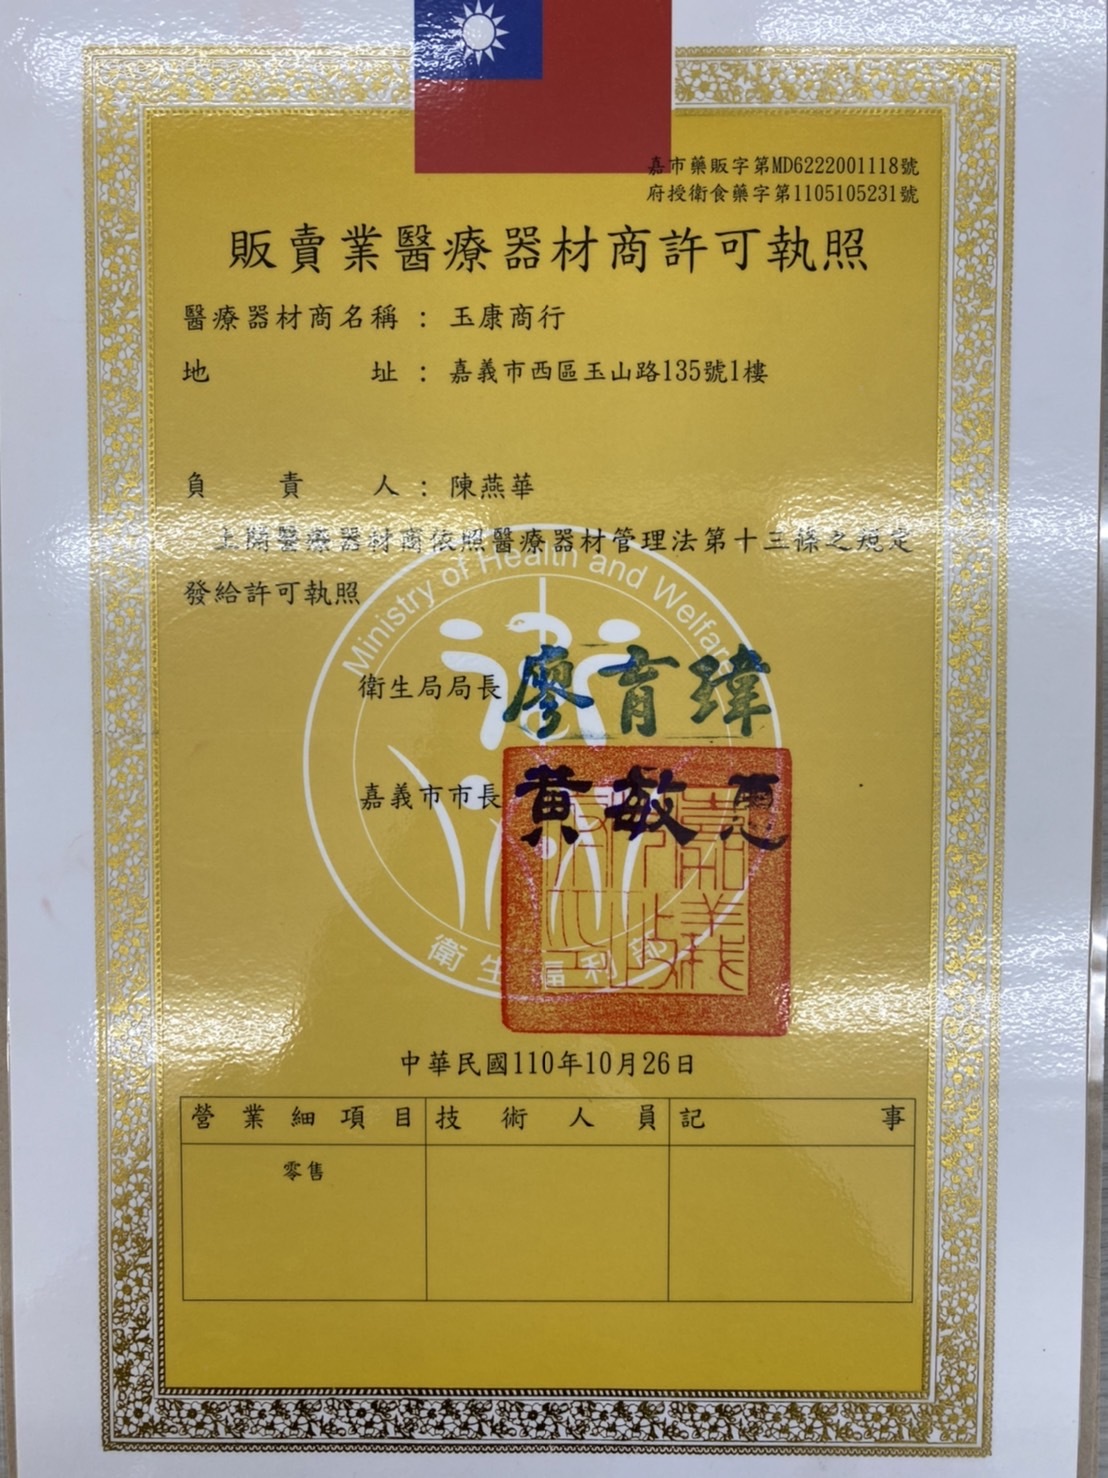 嘉市藥販字第MD6222001118號
府授衛食藥字第1105105231號
販賣業醫療器材商許可執照
醫療器材商名稱：玉康商行
地址：嘉義市西區玉山路135號1樓
負責人：陳燕華
上開醫療器材商依照醫療器材管理法第十三條之規定
發給許可執照
Ministry of Health and Welfare
衛生局局長 廖育瑋
嘉義市市長 黃敏惠
嘉義市政府之印
衛生福利部
中華民國110年10月26日
營業細項目 技術人員 記事
零售